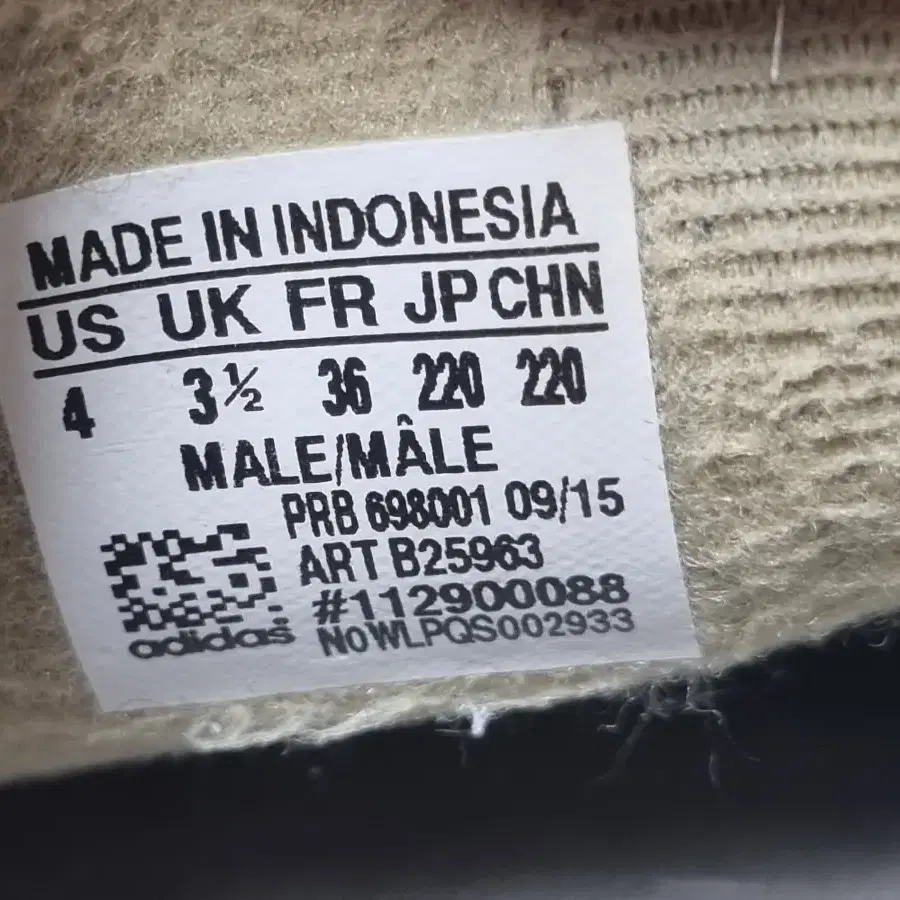 MADE IN INDONESIA
US UK FR JP CHN
4 3½ 36 220 220
MALE/MÂLE
PRB 698001 09/15
ART B25963
#112900088
adidas N0WLPQS002933